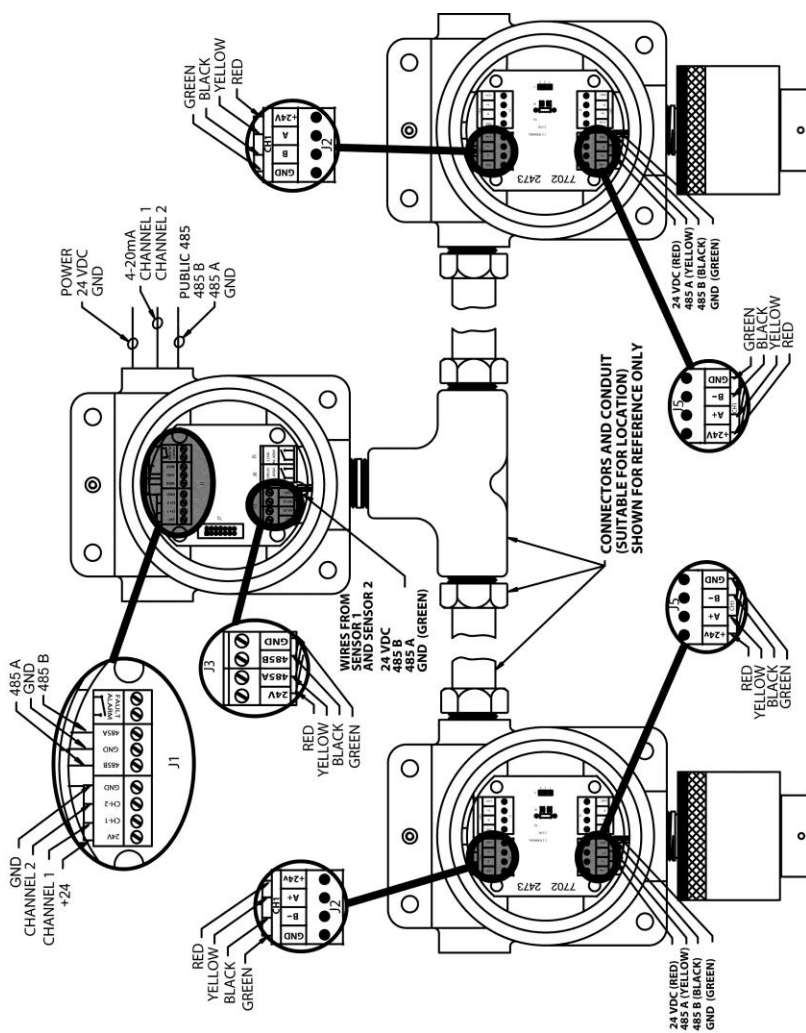 GREEN
BLACK
YELLOW
RED
+24V
A
B
GND
CH1
J2
POWER
24 VDC
GND
4-20mA
CHANNEL 1
CHANNEL 2
PUBLIC 485
485 B
485 A
GND
7702 2473
24 VDC (RED)
485 A (YELLOW)
485 B (BLACK)
GND (GREEN)
J5
GND
B-
A+
+24V
CH1
GREEN
BLACK
YELLOW
RED
485 A
GND
485 B
FAULT
ALARM
485A
GND
485B
GND
CH-2
CH-1
24V
J1
GND
CHANNEL 2
CHANNEL 1
+24
J3
GND
485B
485A
24V
RED
YELLOW
BLACK
GREEN
WIRES FROM
SENSOR 1
AND SENSOR 2
24 VDC
485 B
485 A
GND (GREEN)
CONNECTORS AND CONDUIT
(SUITABLE FOR LOCATION)
SHOWN FOR REFERENCE ONLY
RED
YELLOW
BLACK
GREEN
+24v
A+
B-
GND
CH1
J2
7702 2473
J5
GND
B-
A+
+24v
CH1
RED
YELLOW
BLACK
GREEN
24 VDC (RED)
485 A (YELLOW)
485 B (BLACK)
GND (GREEN)